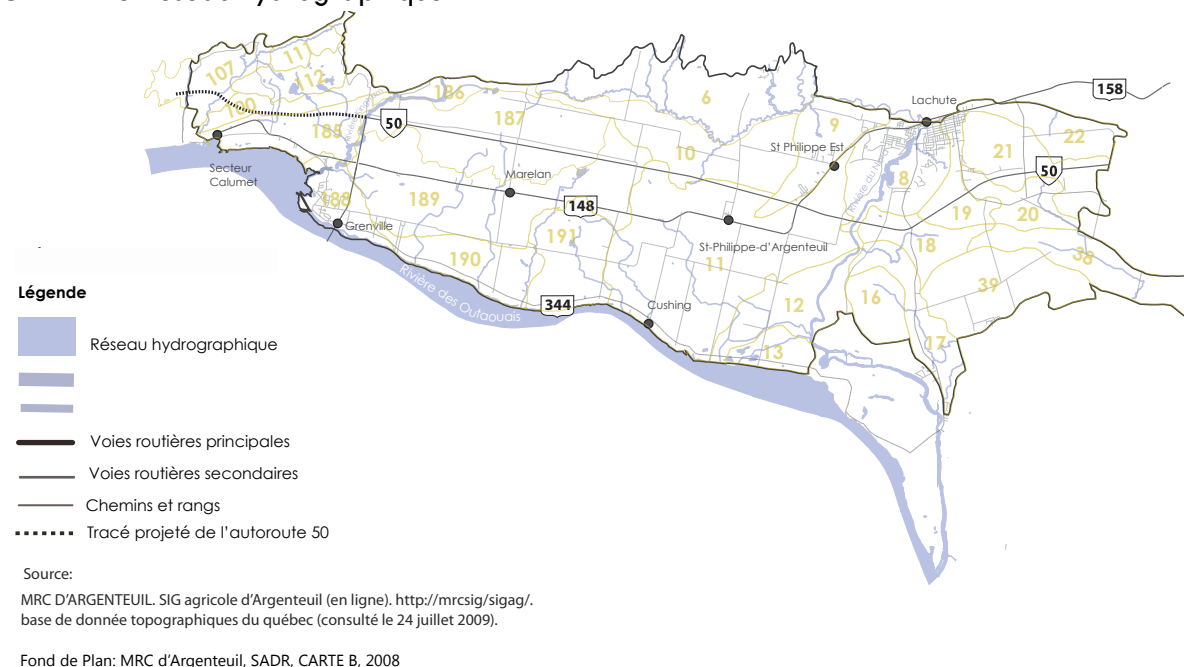 107
111
112
100
185
186
50
187
6
9
10
158
Lachute
St Philippe Est
Rivière du
8
21
22
50
Secteur
Calumet
188
189
Marelan
148
Grenville
190
191
St-Philippe-d'Argenteuil
11
19
20
18
38
39
Rivière des Outaouais
344
Cushing
12
16
13
17
Légende
Réseau hydrographique
Voies routières principales
Voies routières secondaires
Chemins et rangs
Tracé projeté de l'autoroute 50
Source:
MRC D'ARGENTEUIL. SIG agricole d'Argenteuil (en ligne). http://mrcsig/sigag/.
base de donnée topographiques du québec (consulté le 24 juillet 2009).
Fond de Plan: MRC d'Argenteuil, SADR, CARTE B, 2008